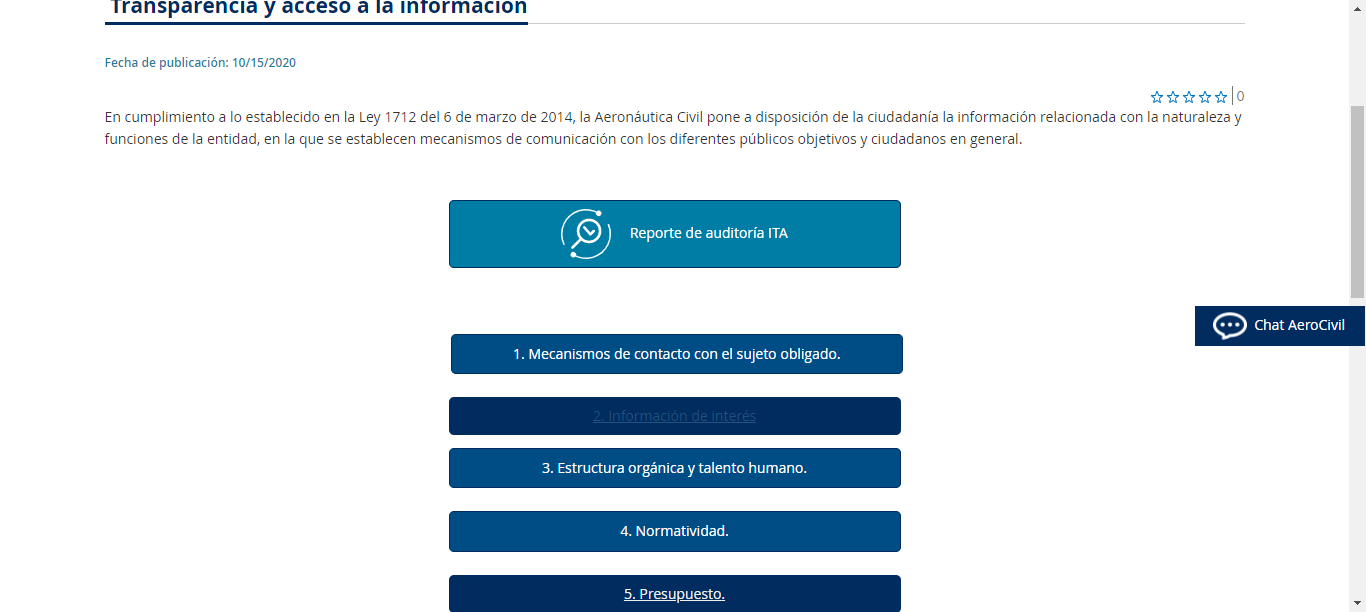 Transparencia y acceso a la información
Fecha de publicación: 10/15/2020
0
En cumplimiento a lo establecido en la Ley 1712 del 6 de marzo de 2014, la Aeronáutica Civil pone a disposición de la ciudadanía la información relacionada con la naturaleza y
funciones de la entidad, en la que se establecen mecanismos de comunicación con los diferentes públicos objetivos y ciudadanos en general.
Reporte de auditoría ITA
Chat AeroCivil
1. Mecanismos de contacto con el sujeto obligado.
2. Información de interés
3. Estructura orgánica y talento humano.
4. Normatividad.
5. Presupuesto.